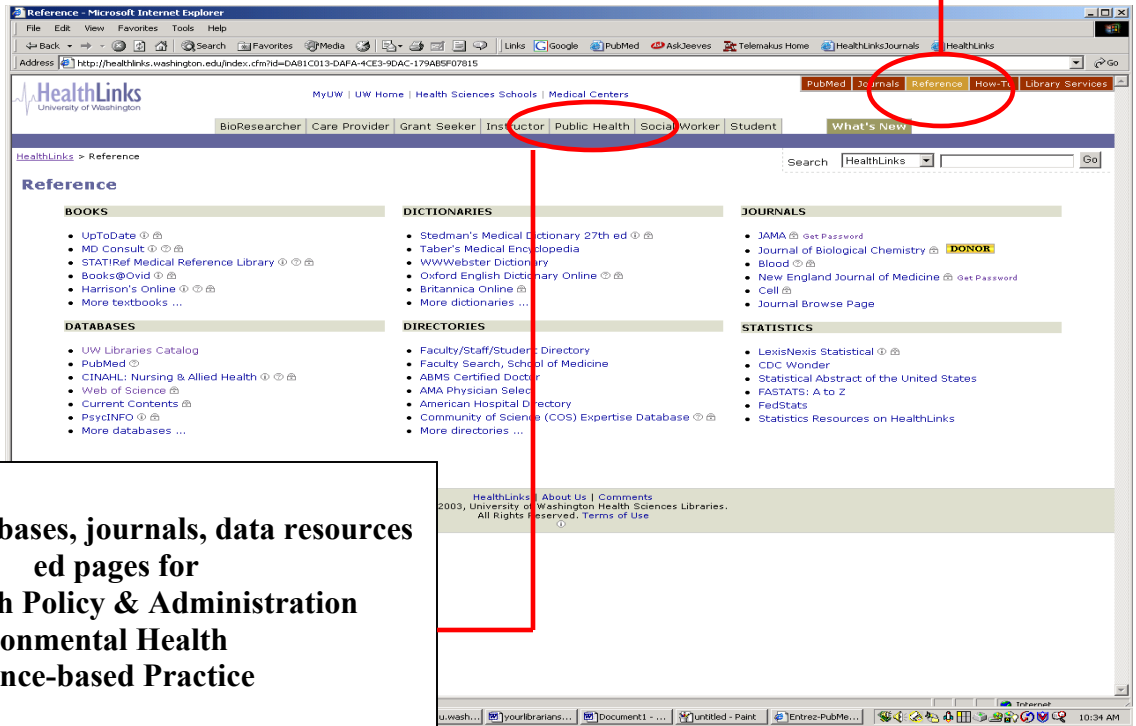 Reference - Microsoft Internet Explorer
File Edit View Favorites Tools Help
Back Search Favorites Media Links Google PubMed AskJeeves Telemakus Home HealthLinksJournals HealthLinks
Address http://healthlinks.washington.edu/index.cfm?id=DA81C013-DAFA-4CE3-9DAC-179AB5F07815 Go
PubMed Journals Reference How-To Library Services
HealthLinks
University of Washington
MyUW | UW Home | Health Sciences Schools | Medical Centers
BioResearcher Care Provider Grant Seeker Instructor Public Health Social Worker Student What's New
HealthLinks > Reference
Search HealthLinks Go
Reference
BOOKS
UpToDate
MD Consult
STAT!Ref Medical Reference Library
Books@Ovid
Harrison's Online
More textbooks ...
DICTIONARIES
Stedman's Medical Dictionary 27th ed
Taber's Medical Encyclopedia
WWWebster Dictionary
Oxford English Dictionary Online
Britannica Online
More dictionaries ...
JOURNALS
JAMA Get Password
Journal of Biological Chemistry DONOR
Blood
New England Journal of Medicine Get Password
Cell
Journal Browse Page
DATABASES
UW Libraries Catalog
PubMed
CINAHL: Nursing & Allied Health
Web of Science
Current Contents
PsycINFO
More databases ...
DIRECTORIES
Faculty/Staff/Student Directory
Faculty Search, School of Medicine
ABMS Certified Doctor
AMA Physician Select
American Hospital Directory
Community of Science (COS) Expertise Database
More directories ...
STATISTICS
LexisNexis Statistical
CDC Wonder
Statistical Abstract of the United States
FASTATS: A to Z
FedStats
Statistics Resources on HealthLinks
HealthLinks | About Us | Comments
2003, University of Washington Health Sciences Libraries.
All Rights Reserved. Terms of Use
bases, journals, data resources
ed pages for
h Policy & Administration
onmental Health
nce-based Practice
Internet
u.wash... yourlibrarians... Document1 - ... untitled - Paint Entrez-PubMe... 10:34 AM